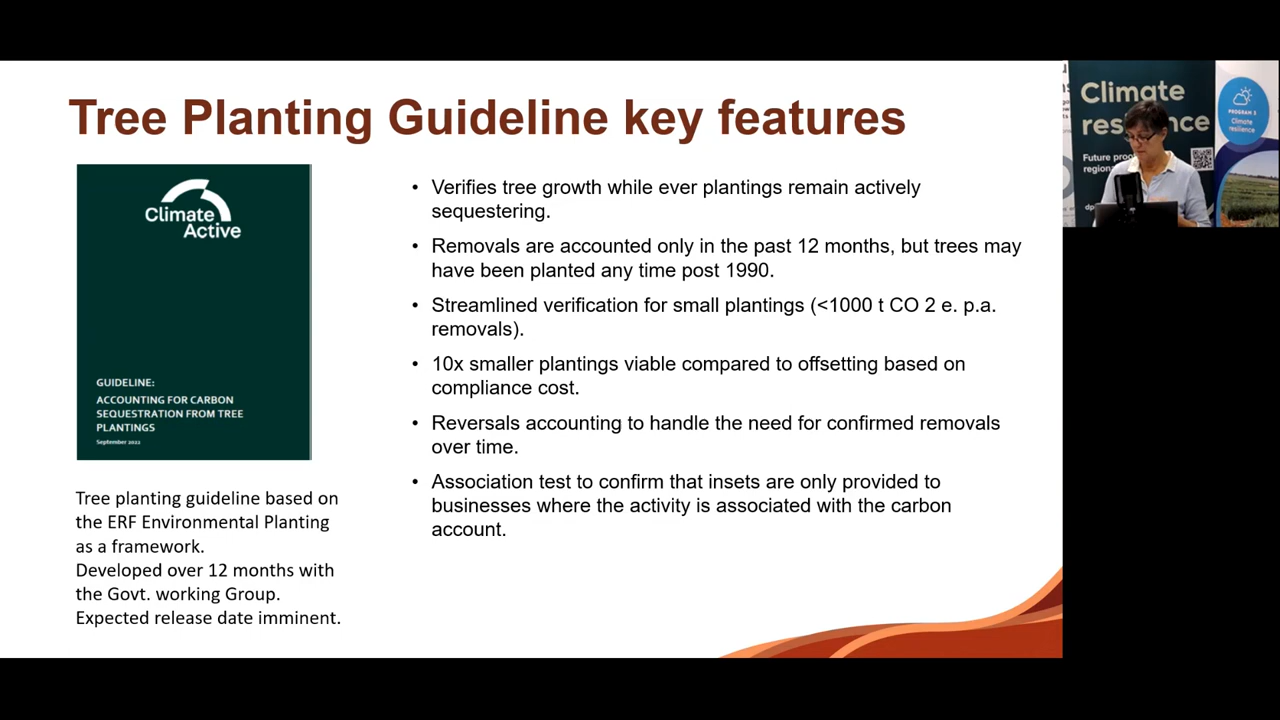 Tree Planting Guideline key features
Climate
Active
GUIDELINE:
ACCOUNTING FOR CARBON
SEQUESTRATION FROM TREE
PLANTINGS
September 2022
Tree planting guideline based on
the ERF Environmental Planting
as a framework.
Developed over 12 months with
the Govt. working Group.
Expected release date imminent.
• Verifies tree growth while ever plantings remain actively
sequestering.
• Removals are accounted only in the past 12 months, but trees may
have been planted any time post 1990.
• Streamlined verification for small plantings (<1000 t CO 2 e. p.a.
removals).
• 10x smaller plantings viable compared to offsetting based on
compliance cost.
• Reversals accounting to handle the need for confirmed removals
over time.
• Association test to confirm that insets are only provided to
businesses where the activity is associated with the carbon
account.
Climate
Future
PROGRAM 3
Climate
resilience